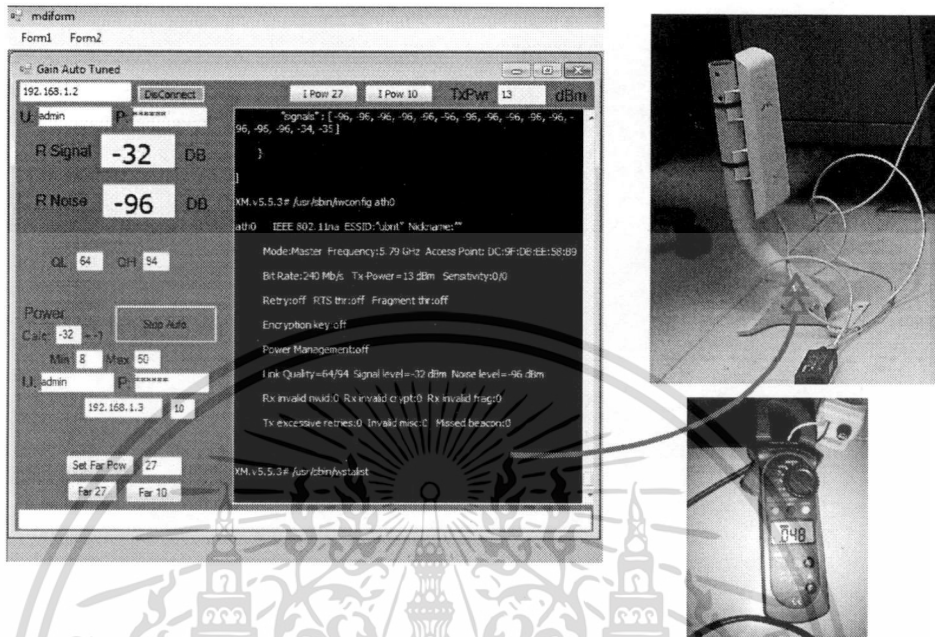 mdiform
Form1 Form2
Gain Auto Tuned
192.168.1.2 DisConnect I Pow 27 I Pow 10 TxPwr 13 dBm
U: admin P: ******
"signals": [ -96, -96, -96, -96, -96, -96, -96, -96, -96, -96, -96, -
96, -95, -96, -34, -35]
}
]
R Signal -32 DB
R Noise -96 DB
QL 64 QH 94
Power
Calc: -32 +-1 Stop Auto
Min 8 Max 50
U: admin P: ******
192.168.1.3 10
Set Far Pow 27
Far 27 Far 10
XM.v5.5.3# /usr/sbin/iwconfig ath0
ath0 IEEE 802.11na ESSID:"ubnt" Nickname:""
Mode:Master Frequency:5.79 GHz Access Point: DC:9F:DB:EE:58:B9
Bit Rate:240 Mb/s Tx-Power=13 dBm Sensitivity:0/0
Retry:off RTS thr:off Fragment thr:off
Encryption key:off
Power Management:off
Link Quality=64/94 Signal level=-32 dBm Noise level=-96 dBm
Rx invalid nwid:0 Rx invalid crypt:0 Rx invalid frag:0
Tx excessive retries:0 Invalid misc:0 Missed beacon:0
XM.v5.5.3# /usr/sbin/wstalist
048